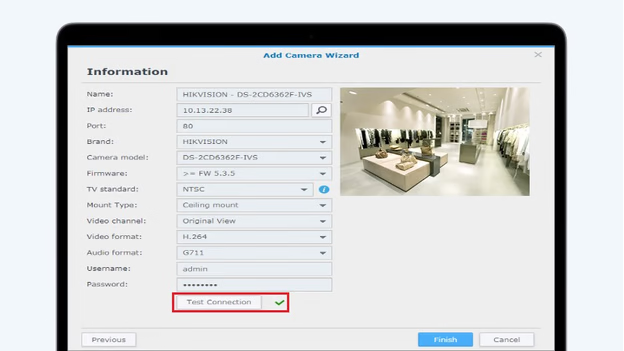 Add Camera Wizard
Information
Name: HIKVISION - DS-2CD6362F-IVS
IP address: 10.13.22.38
Port: 80
Brand: HIKVISION
Camera model: DS-2CD6362F-IVS
Firmware: >= FW 5.3.5
TV standard: NTSC
Mount Type: Ceiling mount
Video channel: Original View
Video format: H.264
Audio format: G711
Username: admin
Password: ••••••••
Test Connection
Previous Finish Cancel